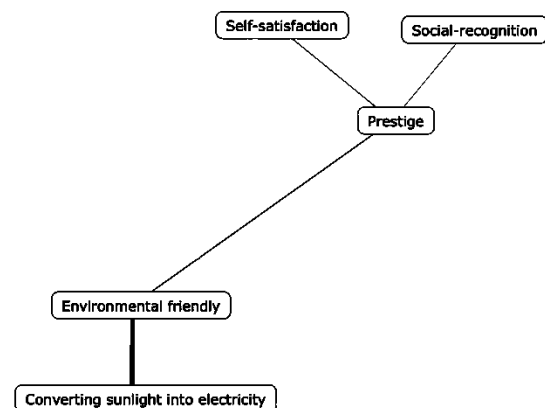 Self-satisfaction
Social-recognition
Prestige
Environmental friendly
Converting sunlight into electricity